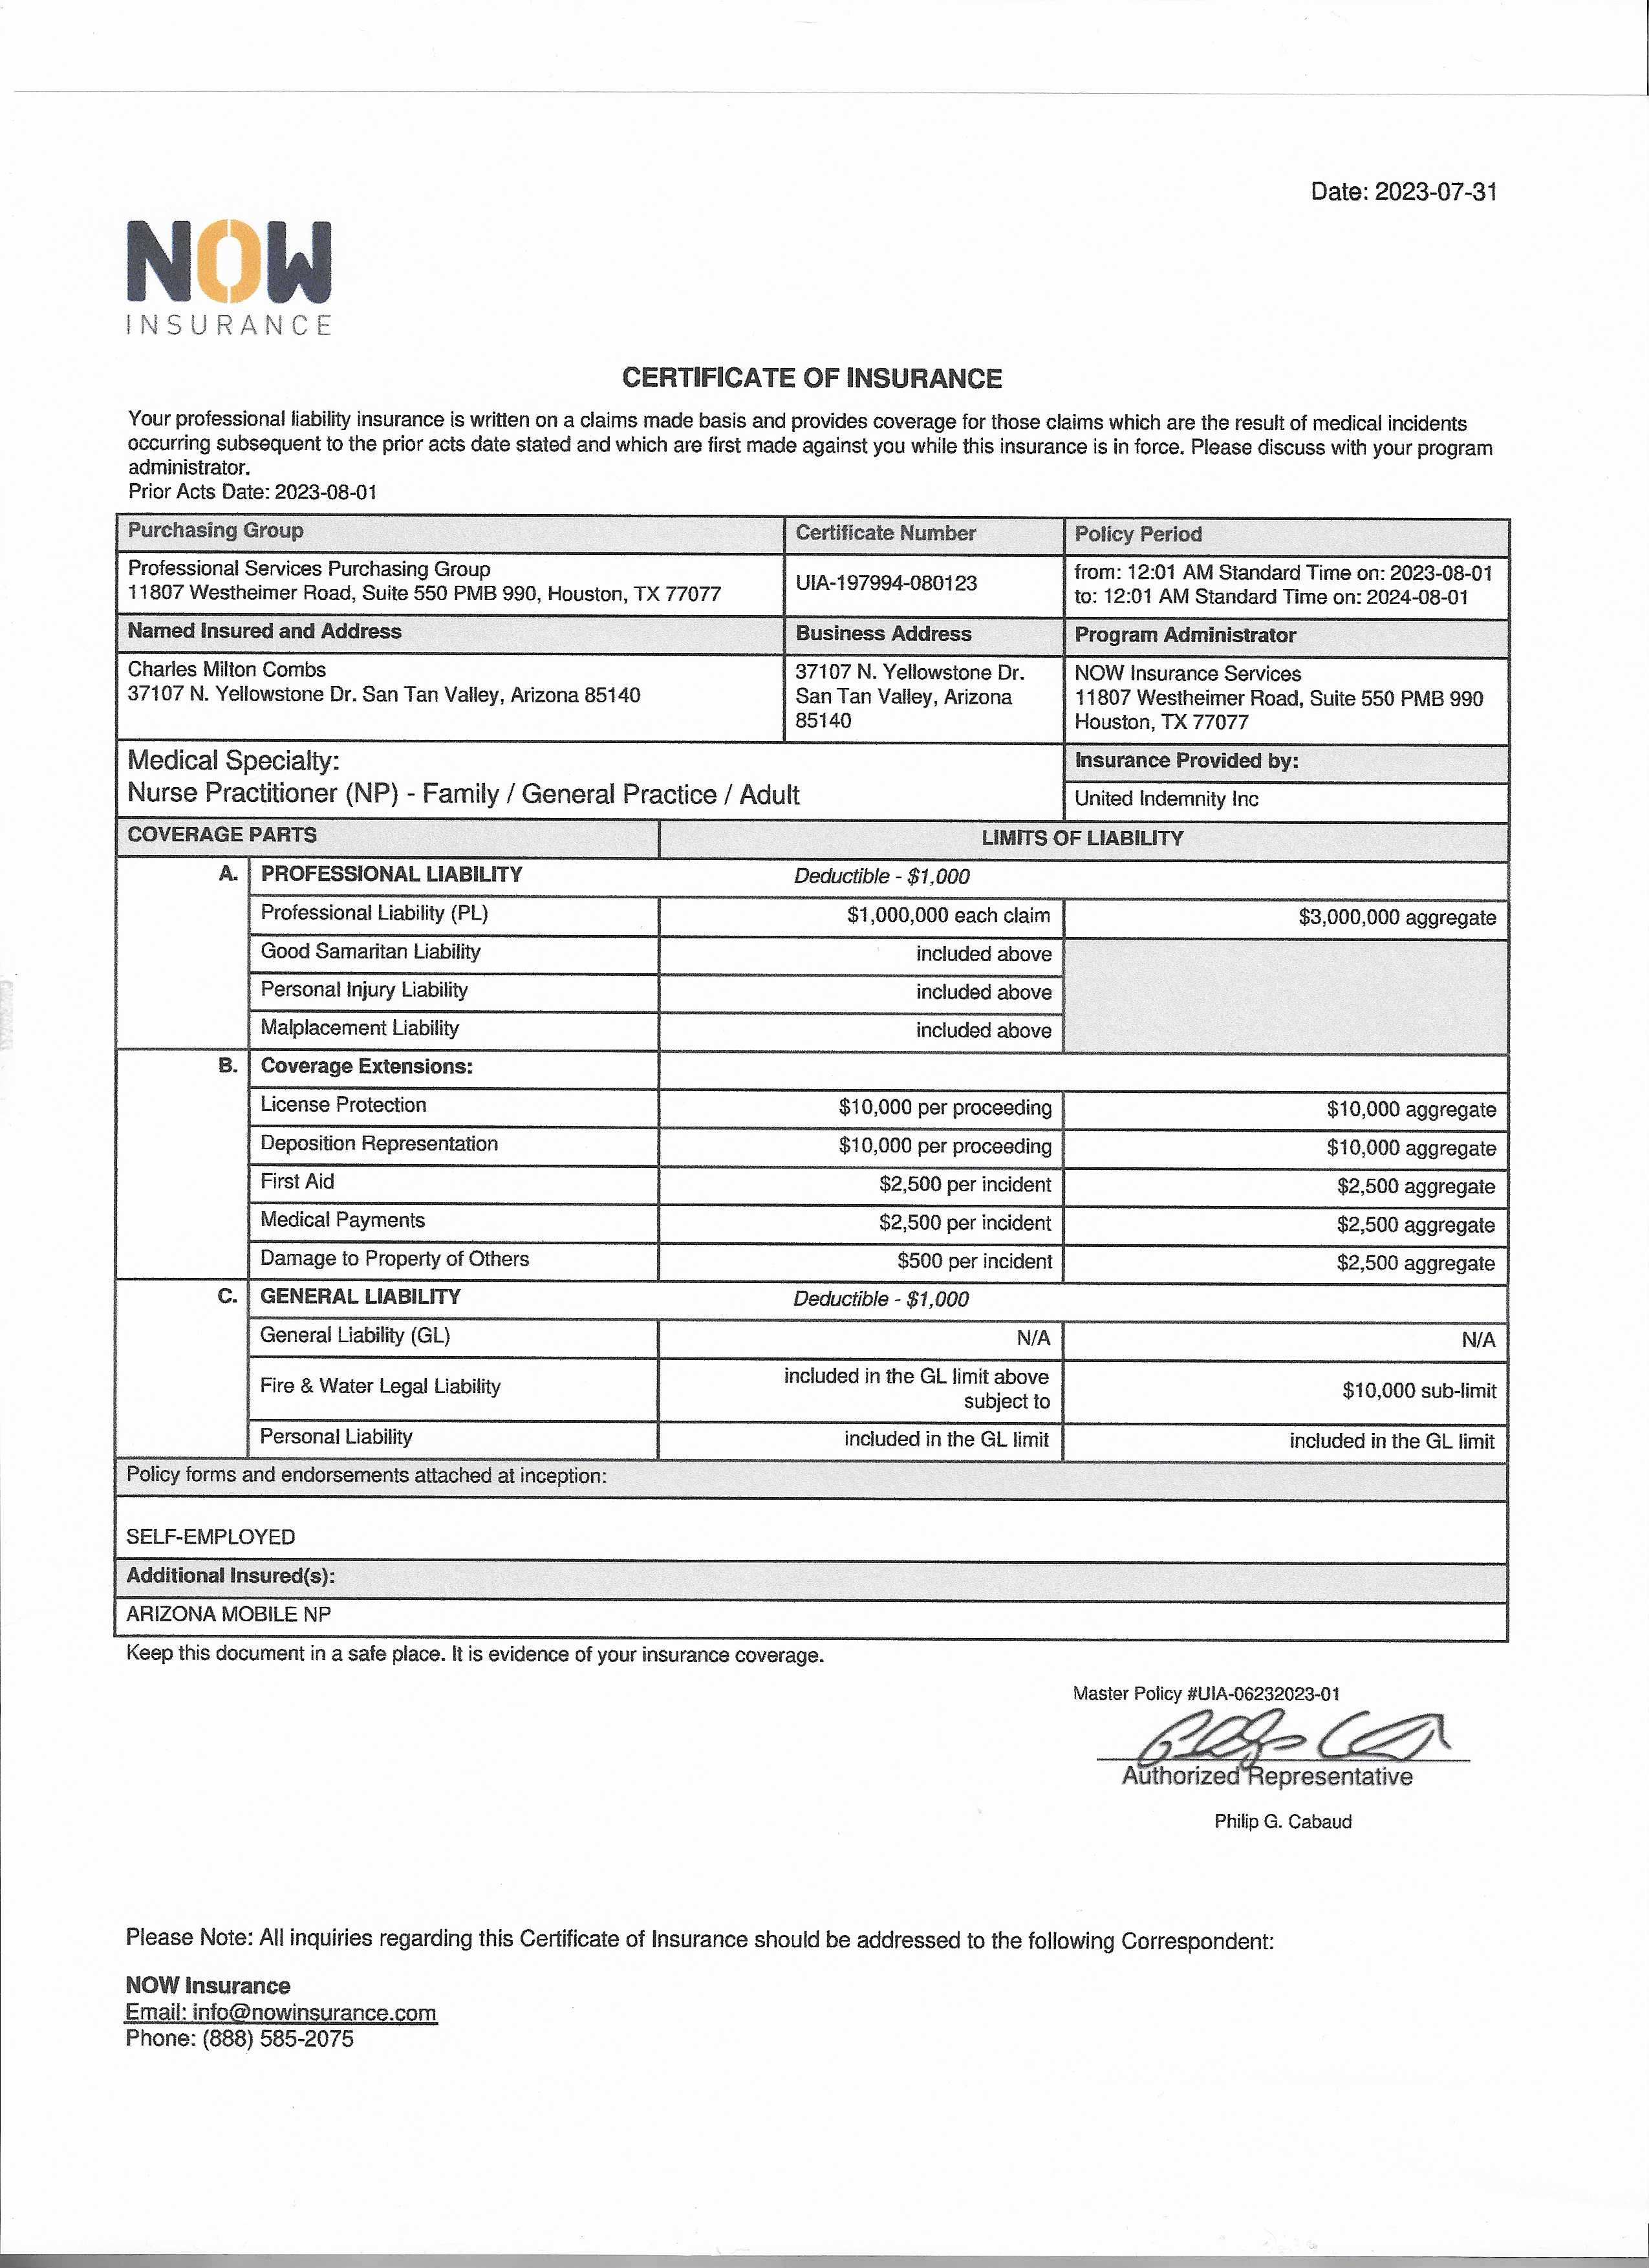 Date: 2023-07-31
NOW
INSURANCE
CERTIFICATE OF INSURANCE
Your professional liability insurance is written on a claims made basis and provides coverage for those claims which are the result of medical incidents
occurring subsequent to the prior acts date stated and which are first made against you while this insurance is in force. Please discuss with your program
administrator.
Prior Acts Date: 2023-08-01
Purchasing Group Certificate Number Policy Period
Professional Services Purchasing Group
11807 Westheimer Road, Suite 550 PMB 990, Houston, TX 77077
UIA-197994-080123
from: 12:01 AM Standard Time on: 2023-08-01
to: 12:01 AM Standard Time on: 2024-08-01
Named Insured and Address Business Address Program Administrator
Charles Milton Combs
37107 N. Yellowstone Dr. San Tan Valley, Arizona 85140
37107 N. Yellowstone Dr.
San Tan Valley, Arizona
85140
NOW Insurance Services
11807 Westheimer Road, Suite 550 PMB 990
Houston, TX 77077
Medical Specialty:
Nurse Practitioner (NP) - Family / General Practice / Adult
Insurance Provided by:
United Indemnity Inc
COVERAGE PARTS LIMITS OF LIABILITY
A. PROFESSIONAL LIABILITY Deductible - $1,000
Professional Liability (PL) $1,000,000 each claim $3,000,000 aggregate
Good Samaritan Liability included above
Personal Injury Liability included above
Malplacement Liability included above
B. Coverage Extensions:
License Protection $10,000 per proceeding $10,000 aggregate
Deposition Representation $10,000 per proceeding $10,000 aggregate
First Aid $2,500 per incident $2,500 aggregate
Medical Payments $2,500 per incident $2,500 aggregate
Damage to Property of Others $500 per incident $2,500 aggregate
C. GENERAL LIABILITY Deductible - $1,000
General Liability (GL) N/A N/A
Fire & Water Legal Liability included in the GL limit above
subject to
$10,000 sub-limit
Personal Liability included in the GL limit included in the GL limit
Policy forms and endorsements attached at inception:
SELF-EMPLOYED
Additional Insured(s):
ARIZONA MOBILE NP
Keep this document in a safe place. It is evidence of your insurance coverage.
Master Policy #UIA-06232023-01
Authorized Representative
Philip G. Cabaud
Please Note: All inquiries regarding this Certificate of Insurance should be addressed to the following Correspondent:
NOW Insurance
Email: info@nowinsurance.com
Phone: (888) 585-2075